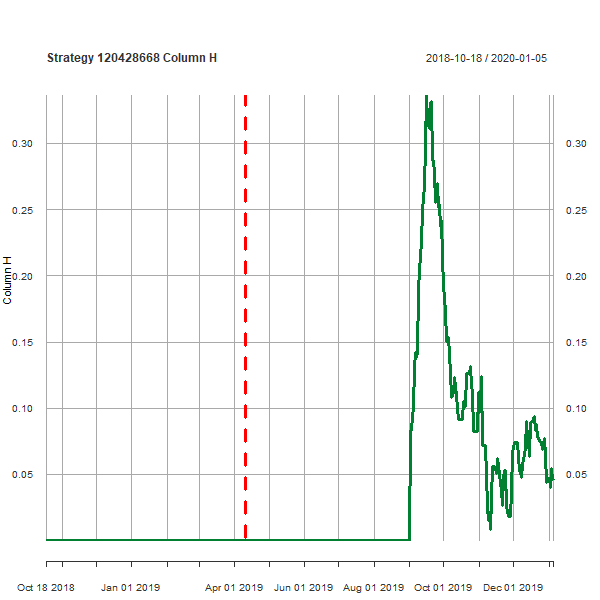 Strategy 120428668 Column H
2018-10-18 / 2020-01-05
Column H
0.30
0.25
0.20
0.15
0.10
0.05
0.30
0.25
0.20
0.15
0.10
0.05
Oct 18 2018
Jan 01 2019
Apr 01 2019
Jun 01 2019
Aug 01 2019
Oct 01 2019
Dec 01 2019